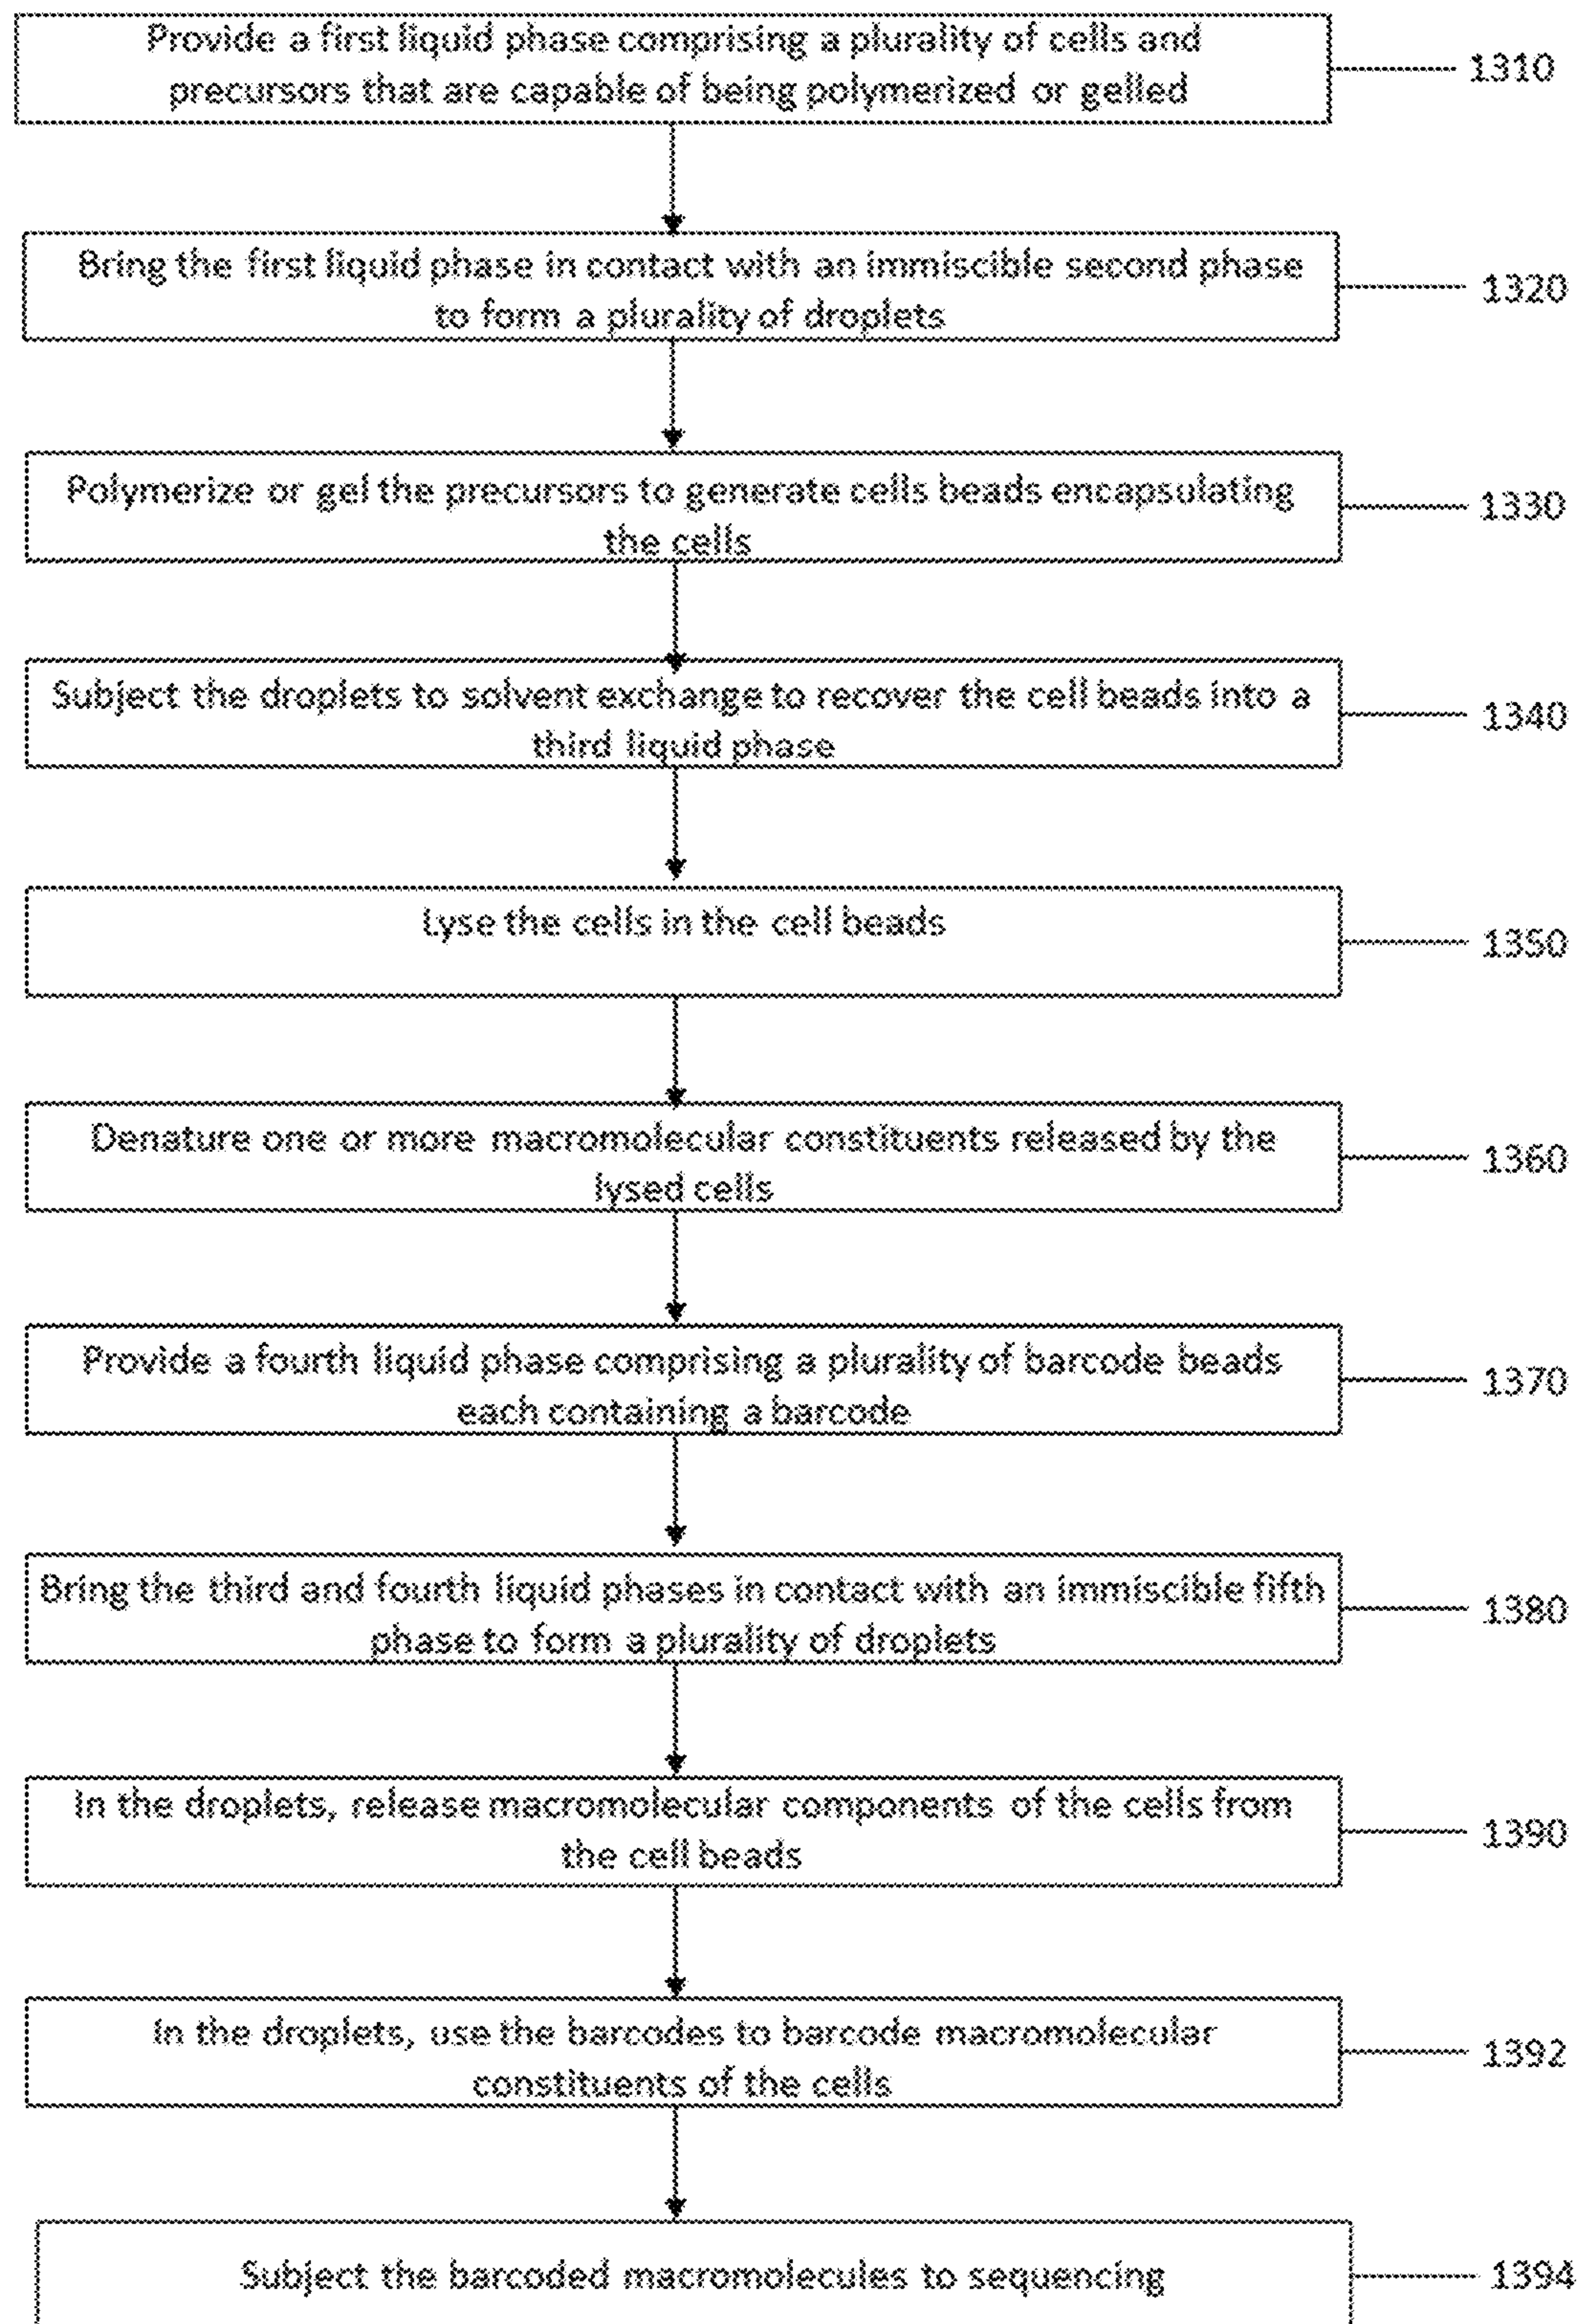 Provide a first liquid phase comprising a plurality of cells and
precursors that are capable of being polymerized or gelled
1310
Bring the first liquid phase in contact with an immiscible second phase
to form a plurality of droplets
1320
Polymerize or gel the precursors to generate cells beads encapsulating
the cells
1330
Subject the droplets to solvent exchange to recover the cell beads into a
third liquid phase
1340
Lyse the cells in the cell beads
1350
Denature one or more macromolecular constituents released by the
lysed cells
1360
Provide a fourth liquid phase comprising a plurality of barcode beads
each containing a barcode
1370
Bring the third and fourth liquid phases in contact with an immiscible fifth
phase to form a plurality of droplets
1380
In the droplets, release macromolecular components of the cells from
the cell beads
1390
In the droplets, use the barcodes to barcode macromolecular
constituents of the cells
1392
Subject the barcoded macromolecules to sequencing
1394